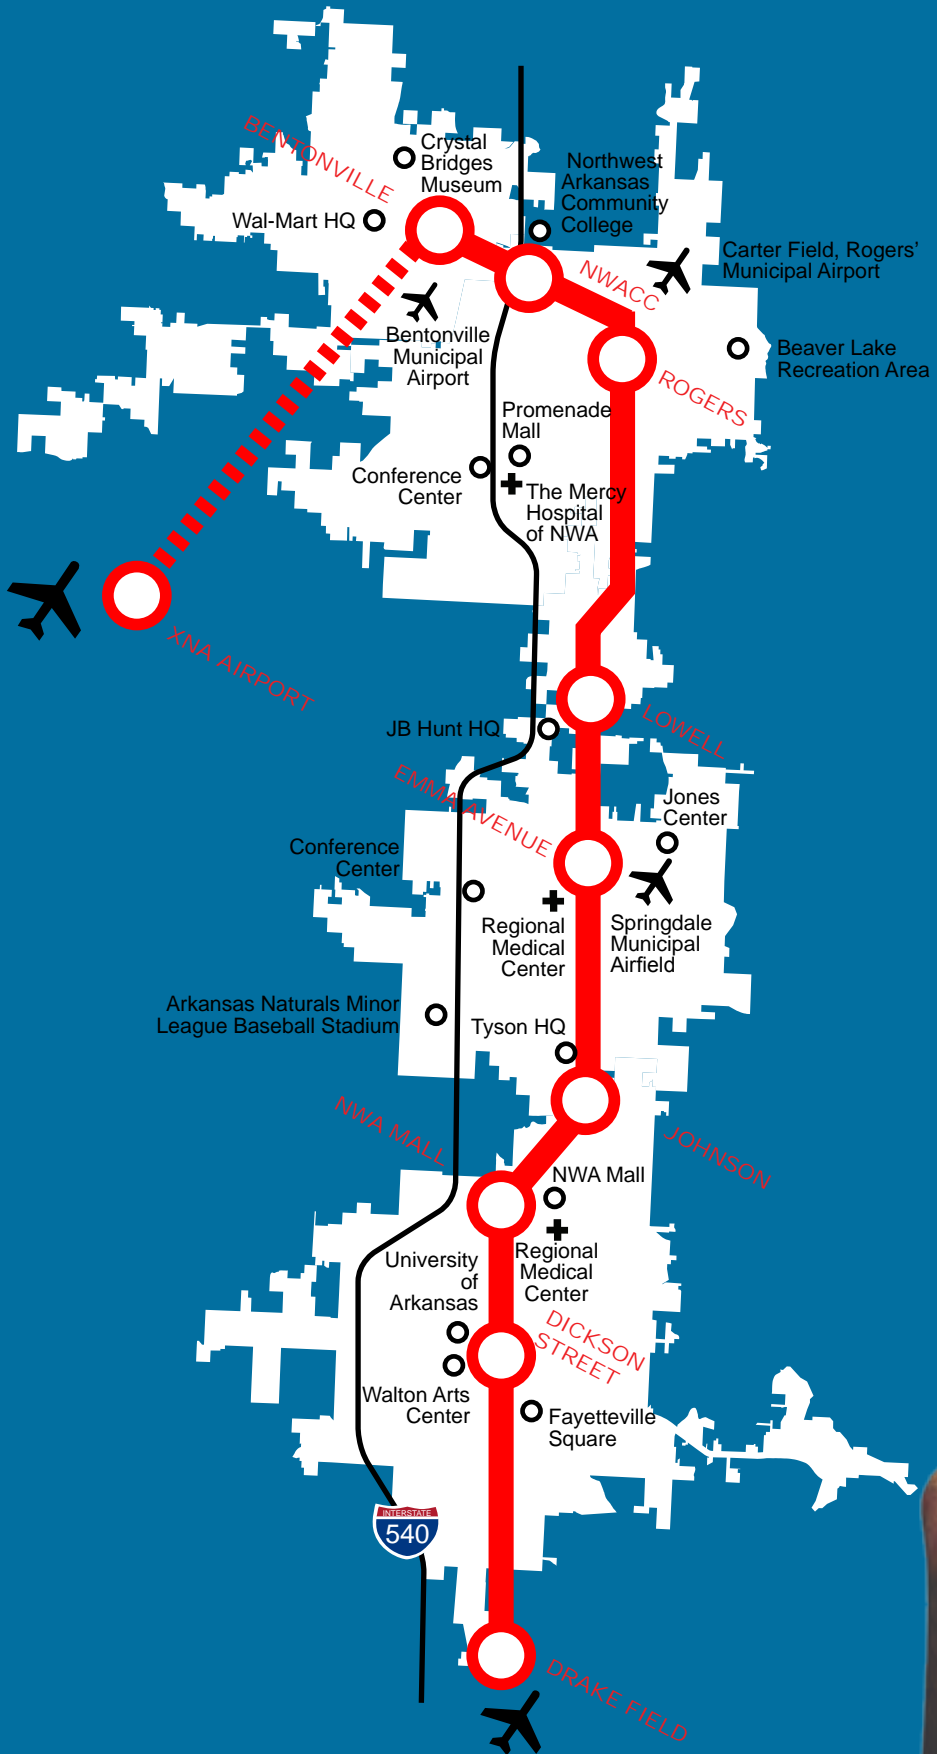 BENTONVILLE
Crystal
Bridges
Museum
Northwest
Arkansas
Community
College
Wal-Mart HQ
NWACC
Carter Field, Rogers’
Municipal Airport
Bentonville
Municipal
Airport
Beaver Lake
Recreation Area
ROGERS
Promenade
Mall
Conference
Center
The Mercy
Hospital
of NWA
XNA AIRPORT
LOWELL
JB Hunt HQ
EMMA AVENUE
Jones
Center
Conference
Center
Regional
Medical
Center
Springdale
Municipal
Airfield
Arkansas Naturals Minor
League Baseball Stadium
Tyson HQ
NWA MALL
JOHNSON
NWA Mall
Regional
Medical
Center
University
of
Arkansas
DICKSON
STREET
Walton Arts
Center
Fayetteville
Square
INTERSTATE
540
DRAKE FIELD